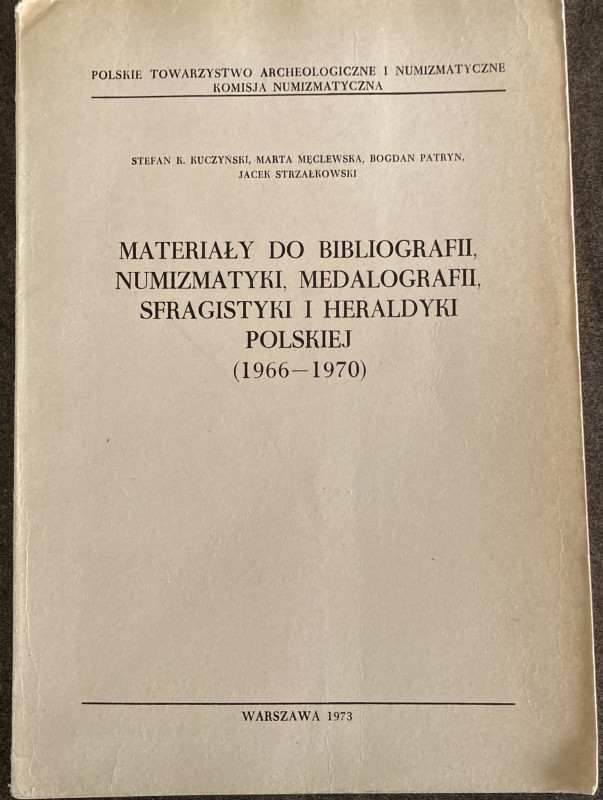 POLSKIE TOWARZYSTWO ARCHEOLOGICZNE I NUMIZMATYCZNE
KOMISJA NUMIZMATYCZNA
STEFAN K. KUCZYŃSKI, MARTA MĘCLEWSKA, BOGDAN PATRYN,
JACEK STRZAŁKOWSKI
MATERIAŁY DO BIBLIOGRAFII,
NUMIZMATYKI, MEDALOGRAFII,
SFRAGISTYKI I HERALDYKI
POLSKIEJ
(1966—1970)
WARSZAWA 1973